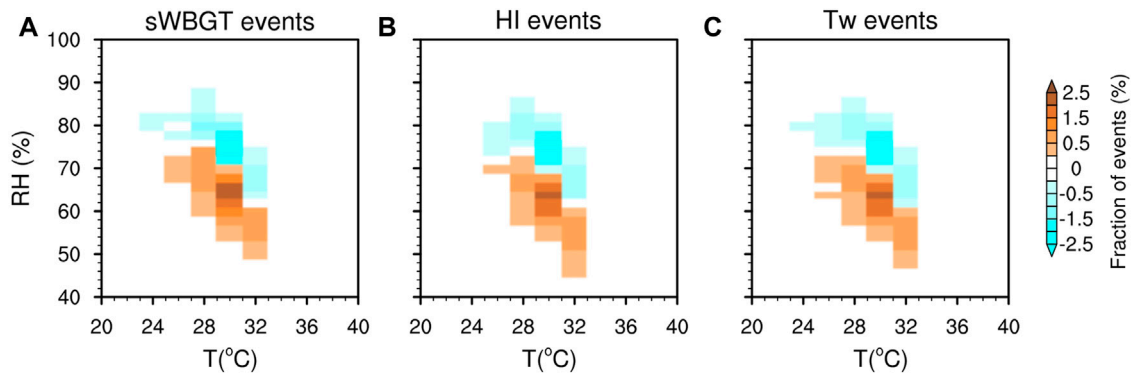 A sWBGT events
B HI events
C Tw events
RH (%)
100
90
80
70
60
50
40
20 24 28 32 36 40
20 24 28 32 36 40
20 24 28 32 36 40
T(°C)
T(°C)
T(°C)
2.5
1.5
0.5
0
-0.5
-1.5
-2.5
Fraction of events (%)